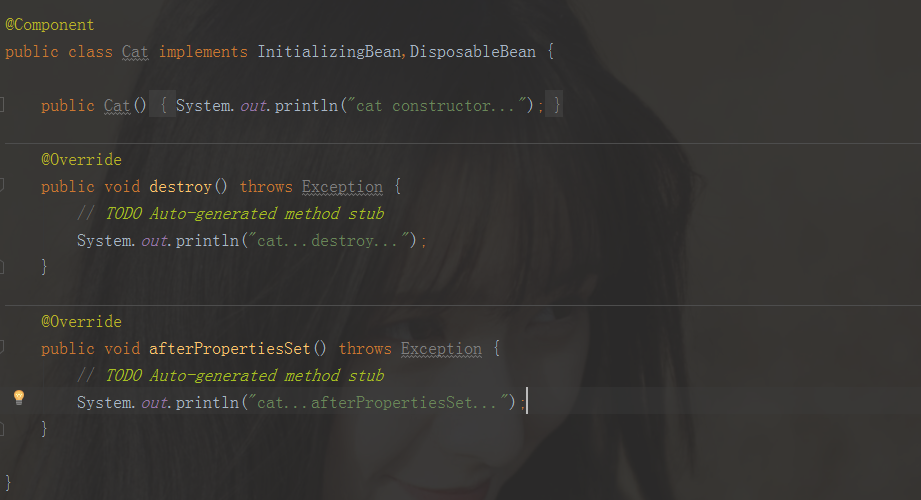 @Component
public class Cat implements InitializingBean,DisposableBean {
public Cat() { System.out.println("cat constructor..."); }
@Override
public void destroy() throws Exception {
// TODO Auto-generated method stub
System.out.println("cat...destroy...");
}
@Override
public void afterPropertiesSet() throws Exception {
// TODO Auto-generated method stub
System.out.println("cat...afterPropertiesSet...");
}
}